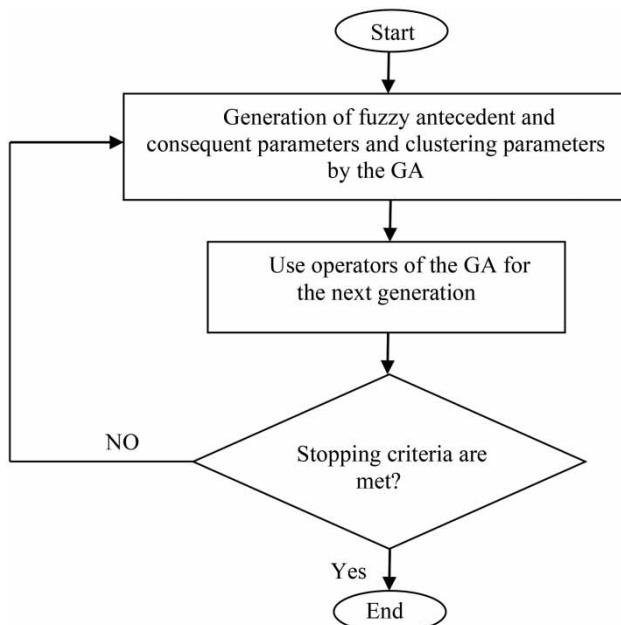 Start
Generation of fuzzy antecedent and
consequent parameters and clustering parameters
by the GA
Use operators of the GA for
the next generation
NO
Stopping criteria are
met?
Yes
End